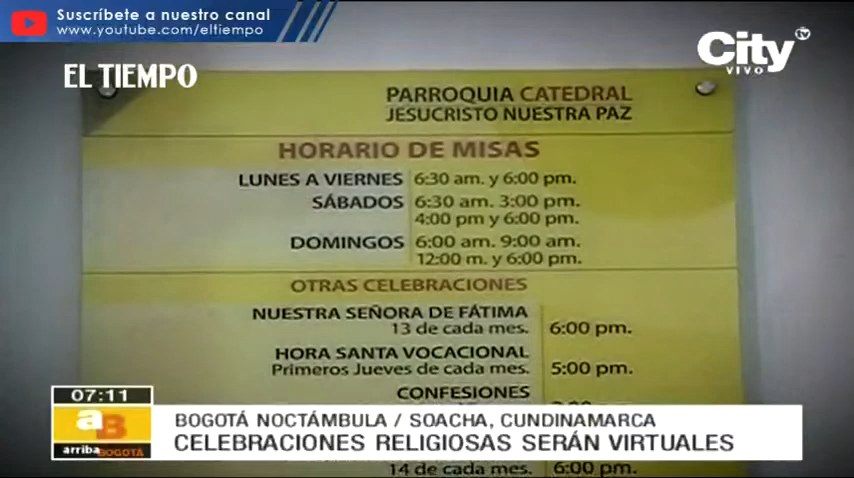 Suscríbete a nuestro canal
www.youtube.com/eltiempo
City tv
VIVO
EL TIEMPO
PARROQUIA CATEDRAL
JESUCRISTO NUESTRA PAZ
HORARIO DE MISAS
LUNES A VIERNES 6:30 am. y 6:00 pm.
SÁBADOS 6:30 am. 3:00 pm.
4:00 pm y 6:00 pm.
DOMINGOS 6:00 am. 9:00 am.
12:00 m. y 6:00 pm.
OTRAS CELEBRACIONES
NUESTRA SEÑORA DE FÁTIMA
13 de cada mes. 6:00 pm.
HORA SANTA VOCACIONAL
Primeros Jueves de cada mes. 5:00 pm.
CONFESIONES
07:11
aB
arriba BOGOTÁ
BOGOTÁ NOCTÁMBULA / SOACHA, CUNDINAMARCA
CELEBRACIONES RELIGIOSAS SERÁN VIRTUALES
14 de cada mes. 6:00 pm.